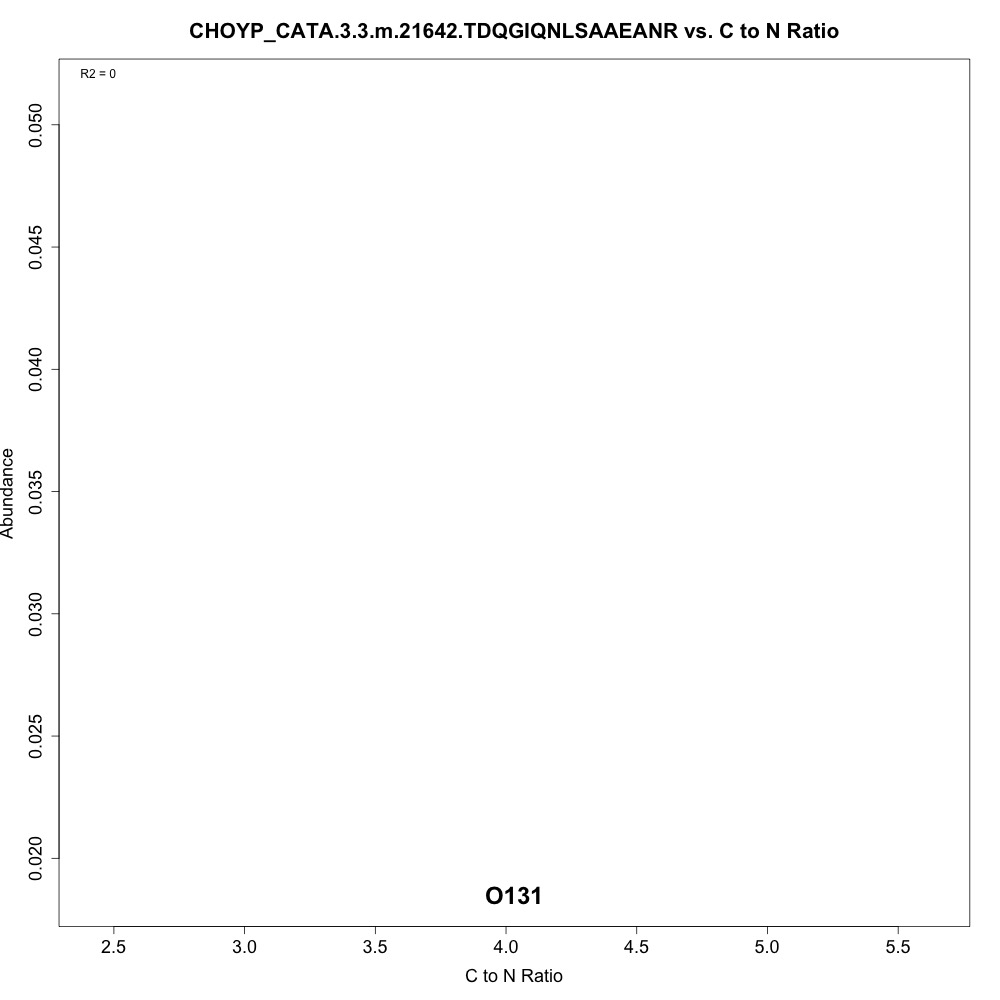 CHOYP_CATA.3.3.m.21642.TDQGIQNLSAAEANR vs. C to N Ratio
R2 = 0
0.050
0.045
0.040
0.035
0.030
0.025
0.020
Abundance
O131
2.5 3.0 3.5 4.0 4.5 5.0 5.5
C to N Ratio